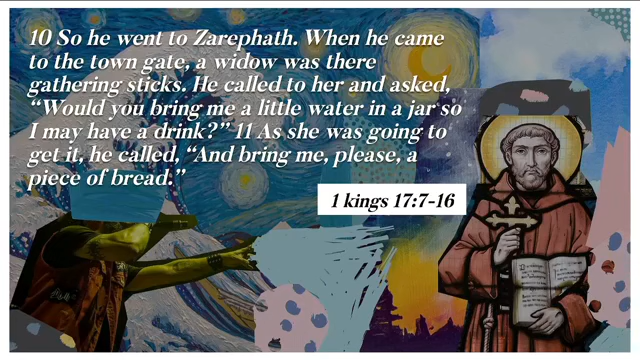 10 So he went to Zarephath. When he came
to the town gate, a widow was there
gathering sticks. He called to her and asked,
“Would you bring me a little water in a jar so
I may have a drink?” 11 As she was going to
get it, he called, “And bring me, please, a
piece of bread.”
1 kings 17:7-16